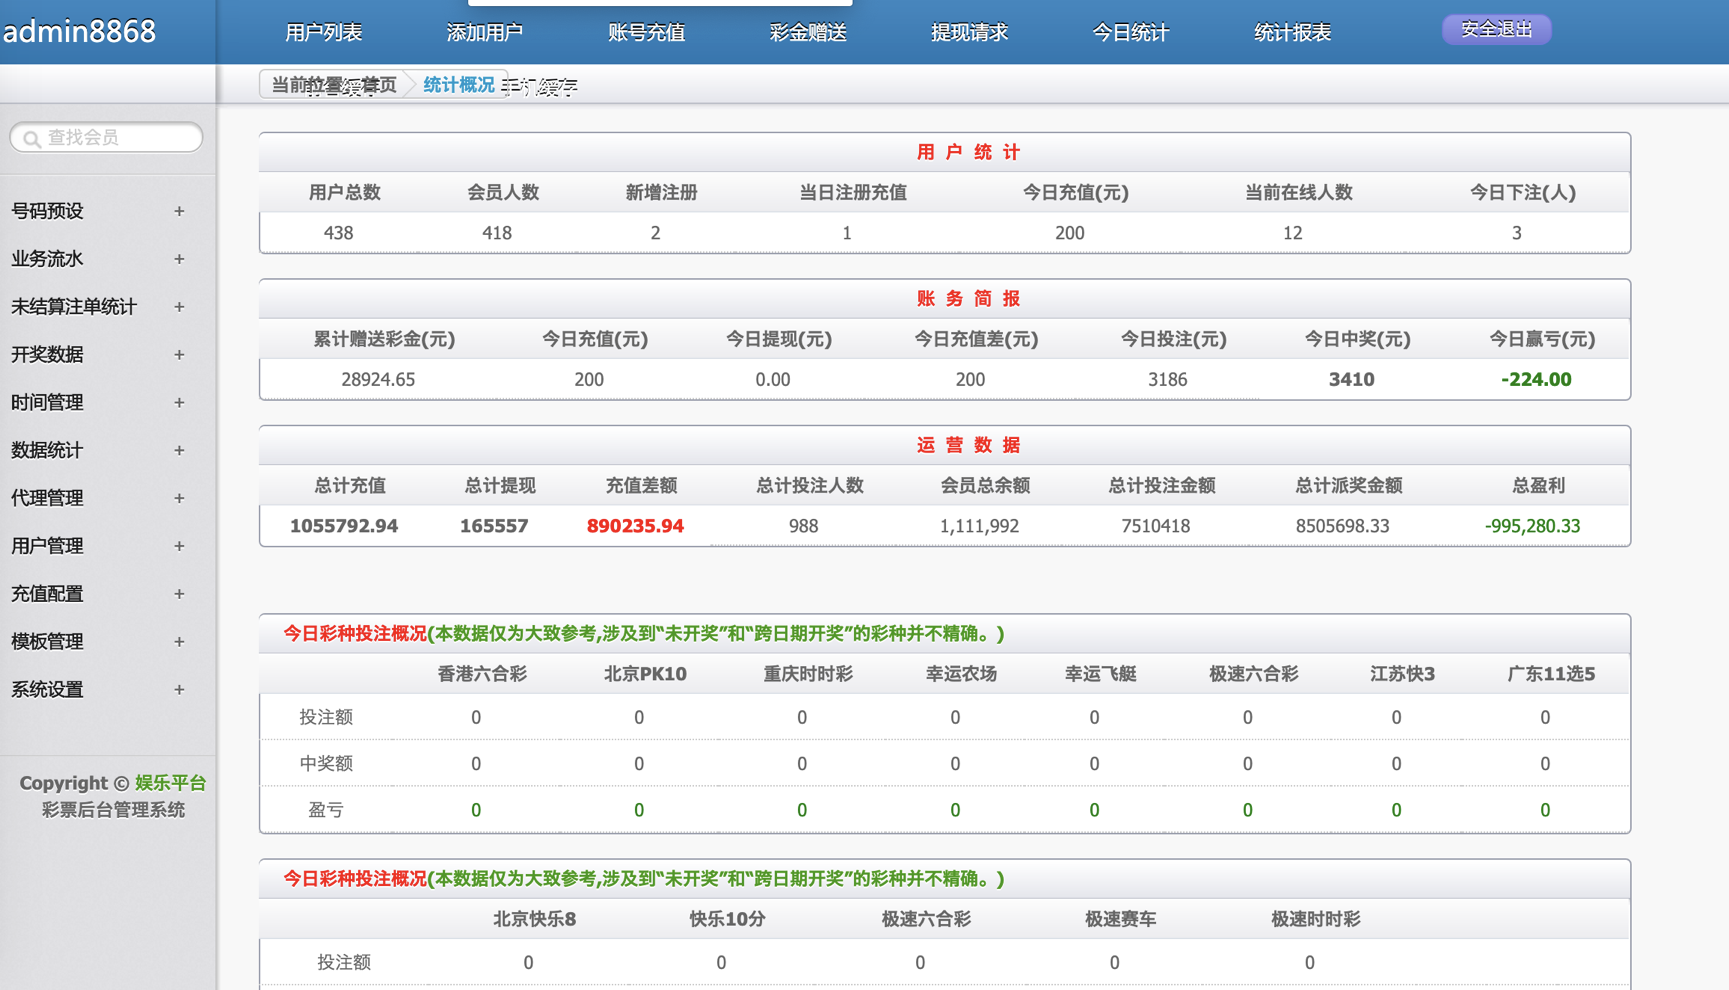 admin8868
用户列表 添加用户 账号充值 彩金赠送 提现请求 今日统计 统计报表 安全退出
当前位置 首页 统计概况 手机缓存
查找会员
号码预设 +
业务流水 +
未结算注单统计 +
开奖数据 +
时间管理 +
数据统计 +
代理管理 +
用户管理 +
充值配置 +
模板管理 +
系统设置 +
Copyright © 娱乐平台
彩票后台管理系统
用 户 统 计
用户总数 会员人数 新增注册 当日注册充值 今日充值(元) 当前在线人数 今日下注(人)
438 418 2 1 200 12 3
账 务 简 报
累计赠送彩金(元) 今日充值(元) 今日提现(元) 今日充值差(元) 今日投注(元) 今日中奖(元) 今日赢亏(元)
28924.65 200 0.00 200 3186 3410 -224.00
运 营 数 据
总计充值 总计提现 充值差额 总计投注人数 会员总余额 总计投注金额 总计派奖金额 总盈利
1055792.94 165557 890235.94 988 1,111,992 7510418 8505698.33 -995,280.33
今日彩种投注概况(本数据仅为大致参考,涉及到“未开奖”和“跨日期开奖”的彩种并不精确。)
香港六合彩 北京PK10 重庆时时彩 幸运农场 幸运飞艇 极速六合彩 江苏快3 广东11选5
投注额 0 0 0 0 0 0 0 0
中奖额 0 0 0 0 0 0 0 0
盈亏 0 0 0 0 0 0 0 0
今日彩种投注概况(本数据仅为大致参考,涉及到“未开奖”和“跨日期开奖”的彩种并不精确。)
北京快乐8 快乐10分 极速六合彩 极速赛车 极速时时彩
投注额 0 0 0 0 0